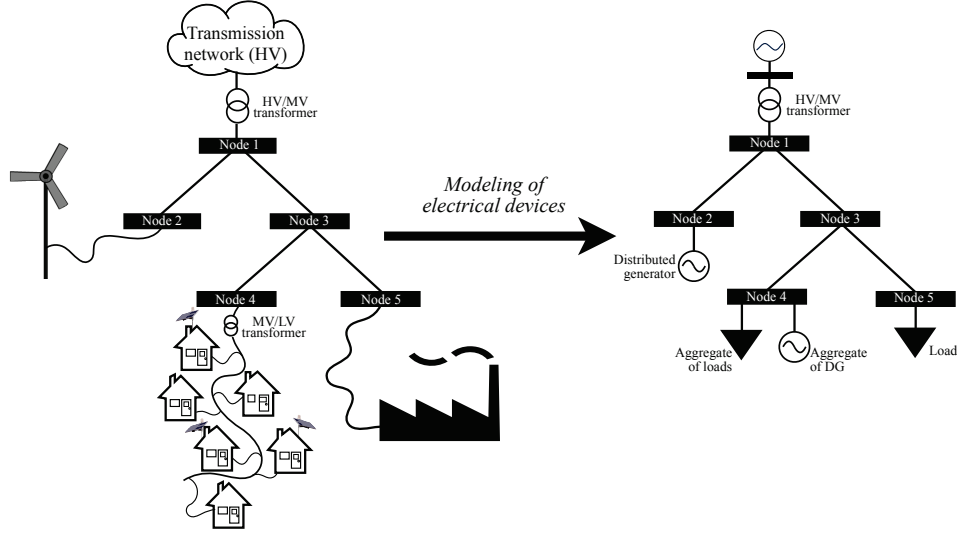 Transmission
network (HV)
HV/MV
transformer
Node 1
Node 2
Node 3
Node 4
Node 5
MV/LV
transformer
Modeling of
electrical devices
HV/MV
transformer
Node 1
Node 2
Node 3
Distributed
generator
Node 4
Node 5
Aggregate
of loads
Aggregate
of DG
Load